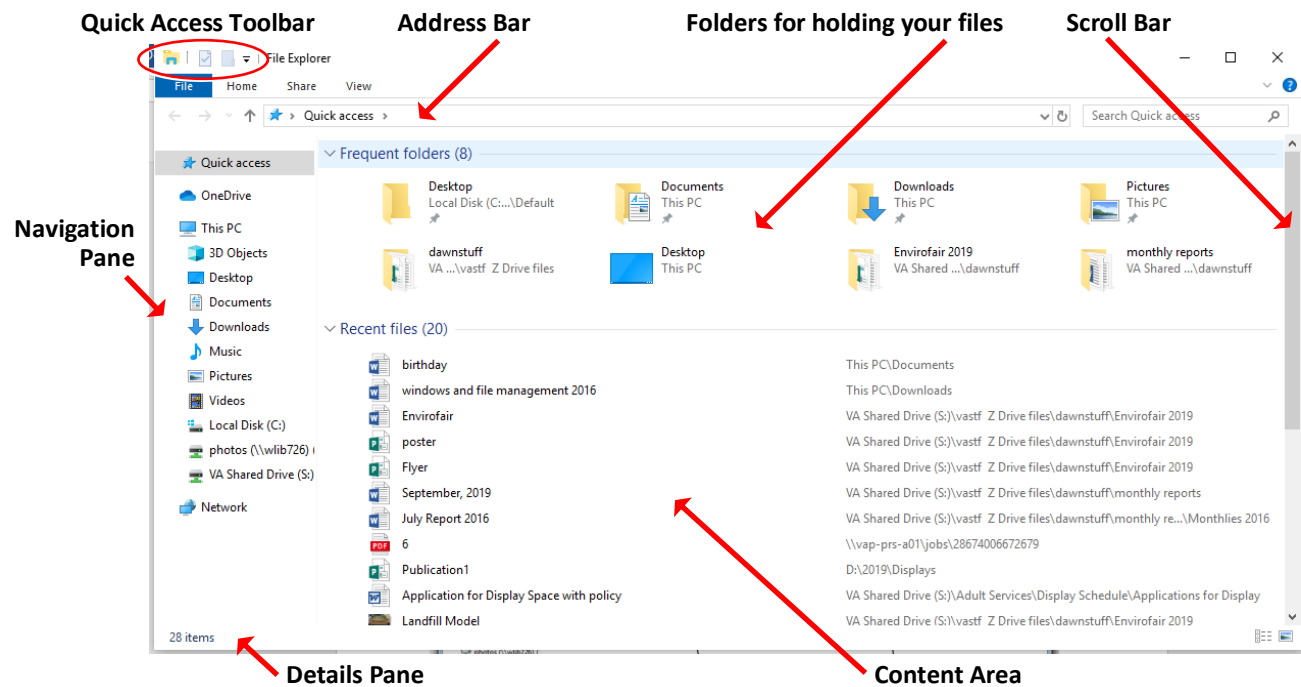 Quick Access Toolbar Address Bar Folders for holding your files Scroll Bar
File Explorer
File Home Share View
Quick access Search Quick access
Quick access
OneDrive
This PC
3D Objects
Desktop
Documents
Downloads
Music
Pictures
Videos
Local Disk (C:)
photos (\\wlib726) (
VA Shared Drive (S:)
Network
Navigation
Pane
Frequent folders (8)
Desktop
Local Disk (C:...\Default
Documents
This PC
Downloads
This PC
Pictures
This PC
dawnstuff
VA ...\vastf Z Drive files
Desktop
This PC
Envirofair 2019
VA Shared ...\dawnstuff
monthly reports
VA Shared ...\dawnstuff
Recent files (20)
birthday This PC\Documents
windows and file management 2016 This PC\Downloads
Envirofair VA Shared Drive (S:)\vastf Z Drive files\dawnstuff\Envirofair 2019
poster VA Shared Drive (S:)\vastf Z Drive files\dawnstuff\Envirofair 2019
Flyer VA Shared Drive (S:)\vastf Z Drive files\dawnstuff\Envirofair 2019
September, 2019 VA Shared Drive (S:)\vastf Z Drive files\dawnstuff\monthly reports
July Report 2016 VA Shared Drive (S:)\vastf Z Drive files\dawnstuff\monthly re...\Monthlies 2016
PDF 6 \\vap-prs-a01\jobs\28674006672679
Publication1 D:\2019\Displays
Application for Display Space with policy VA Shared Drive (S:)\Adult Services\Display Schedule\Applications for Display
Landfill Model VA Shared Drive (S:)\vastf Z Drive files\dawnstuff\Envirofair 2019
28 items
Details Pane Content Area